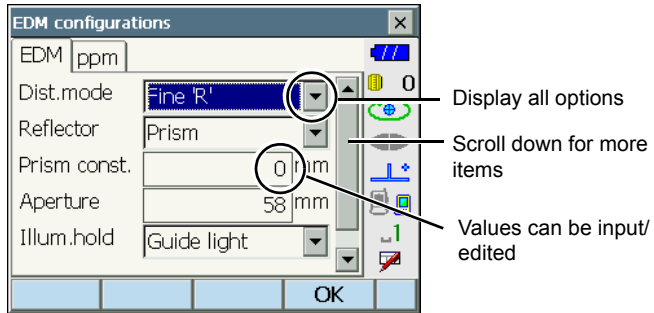 EDM configurations
EDM ppm
Dist.mode Fine 'R'
Reflector Prism
Prism const. 0 mm
Aperture 58 mm
Illum.hold Guide light
OK
0
1
Display all options
Scroll down for more
items
Values can be input/
edited